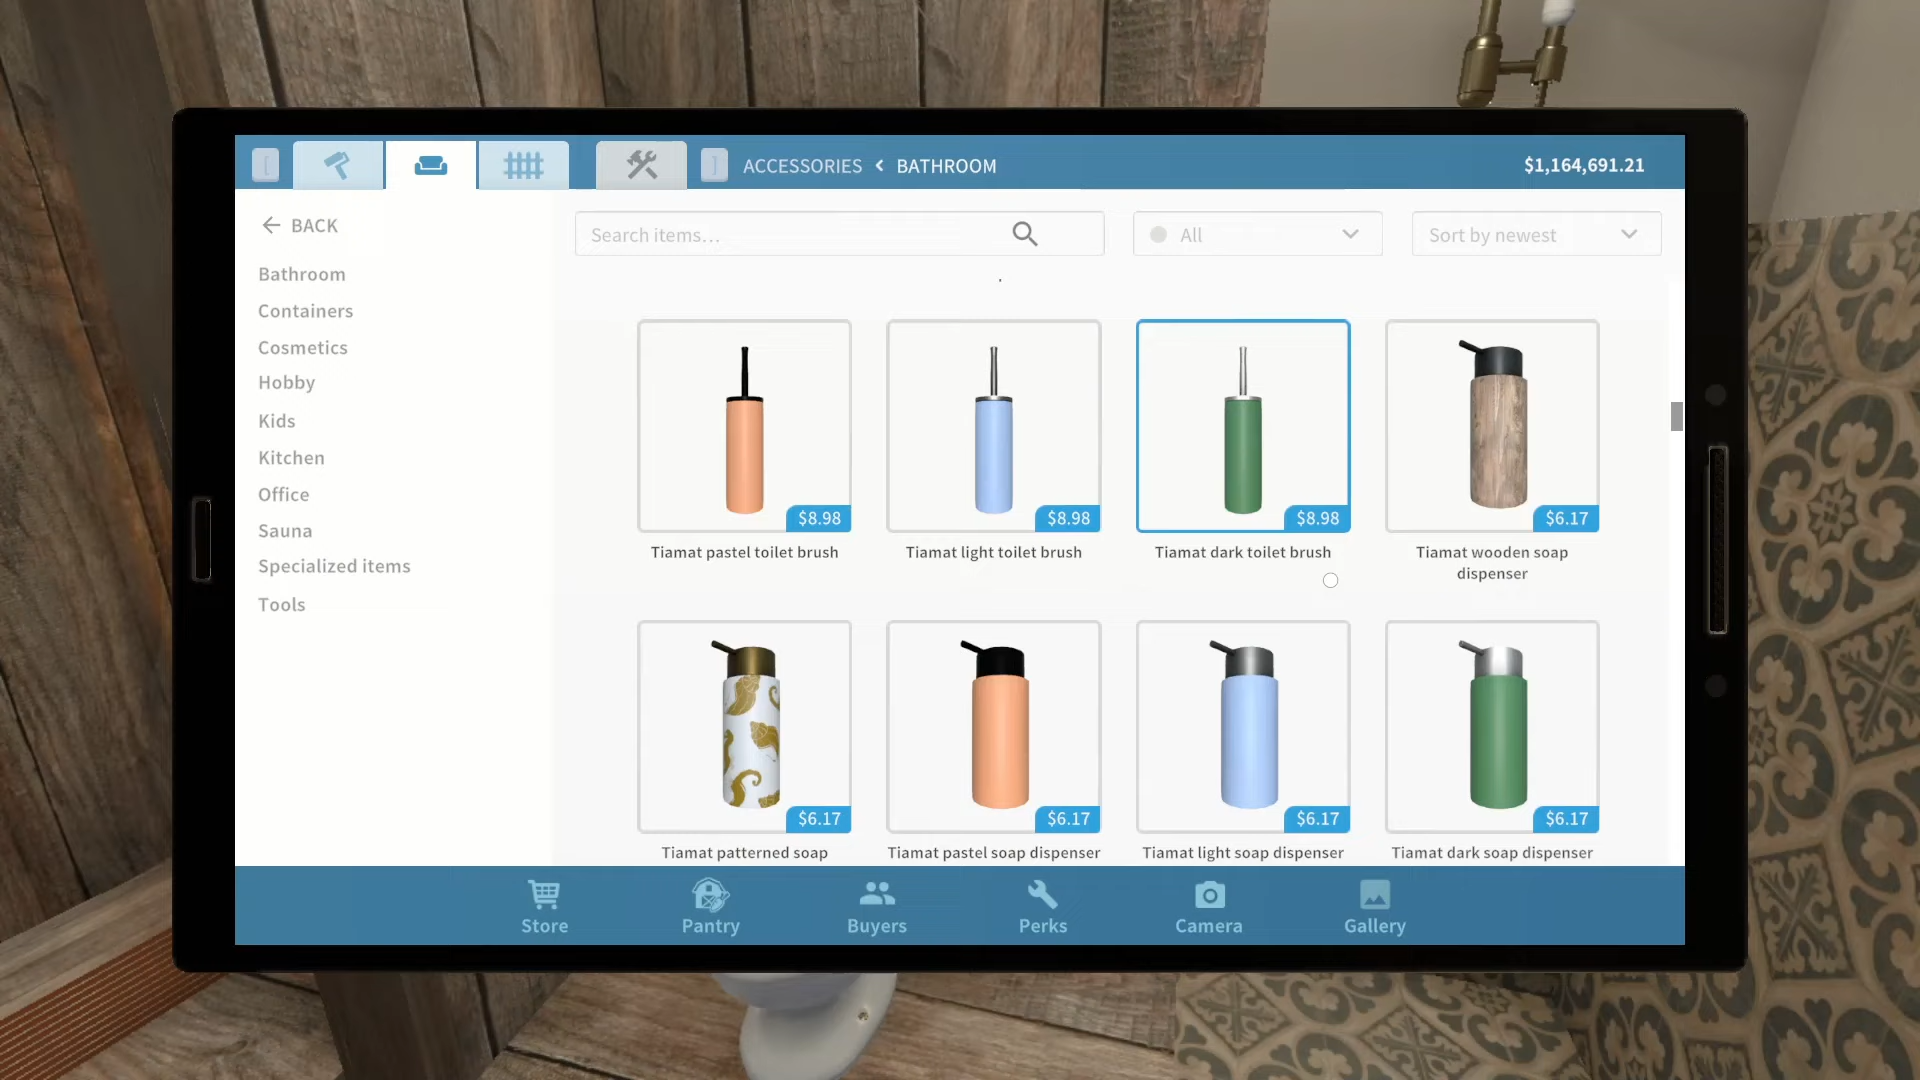 [
]
ACCESSORIES < BATHROOM
$1,164,691.21
BACK
Bathroom
Containers
Cosmetics
Hobby
Kids
Kitchen
Office
Sauna
Specialized items
Tools
Search items...
All
Sort by newest
$8.98
$8.98
$8.98
$6.17
Tiamat pastel toilet brush
Tiamat light toilet brush
Tiamat dark toilet brush
Tiamat wooden soap
dispenser
$6.17
$6.17
$6.17
$6.17
Tiamat patterned soap
Tiamat pastel soap dispenser
Tiamat light soap dispenser
Tiamat dark soap dispenser
Store
Pantry
Buyers
Perks
Camera
Gallery